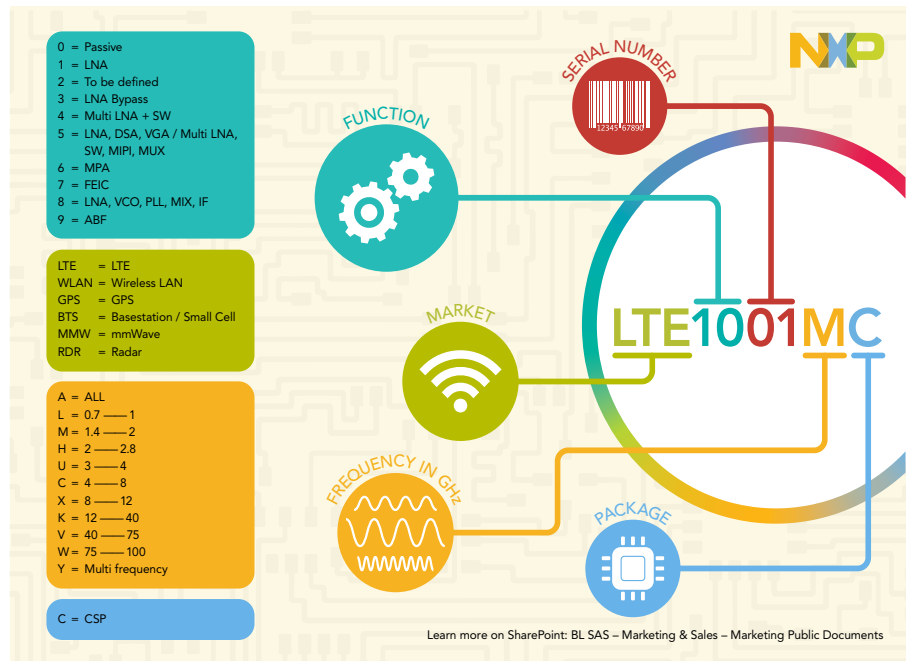 0 = Passive
1 = LNA
2 = To be defined
3 = LNA Bypass
4 = Multi LNA + SW
5 = LNA, DSA, VGA / Multi LNA,
SW, MIPI, MUX
6 = MPA
7 = FEIC
8 = LNA, VCO, PLL, MIX, IF
9 = ABF
LTE = LTE
WLAN = Wireless LAN
GPS = GPS
BTS = Basestation / Small Cell
MMW = mmWave
RDR = Radar
A = ALL
L = 0.7 —— 1
M = 1.4 —— 2
H = 2 —— 2.8
U = 3 —— 4
C = 4 —— 8
X = 8 —— 12
K = 12 —— 40
V = 40 —— 75
W = 75 —— 100
Y = Multi frequency
C = CSP
FUNCTION
SERIAL NUMBER
12345 67890
NXP
MARKET
LTE1001MC
FREQUENCY IN GHz
PACKAGE
Learn more on SharePoint: BL SAS – Marketing & Sales – Marketing Public Documents